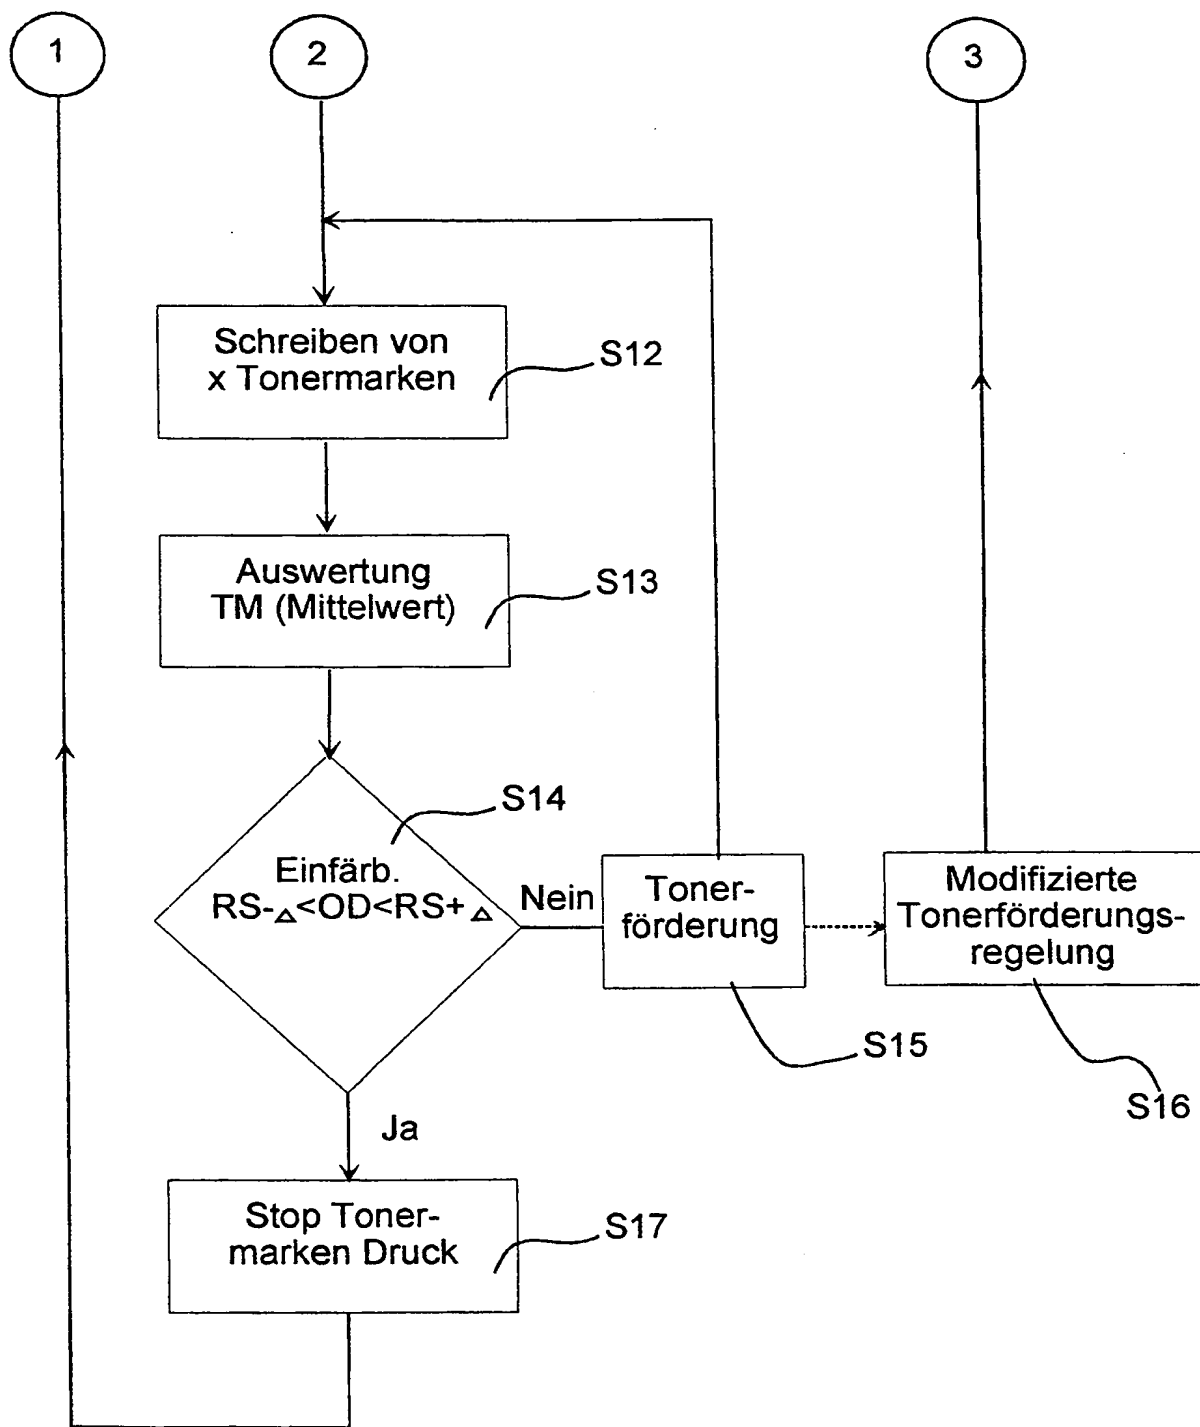 1
2
3
Schreiben von
x Tonermarken
S12
Auswertung
TM (Mittelwert)
S13
S14
Einfärb.
RS-△<OD<RS+ △
Nein
Toner-
förderung
Modifizierte
Tonerförderungs-
regelung
S15
S16
Ja
Stop Toner-
marken Druck
S17